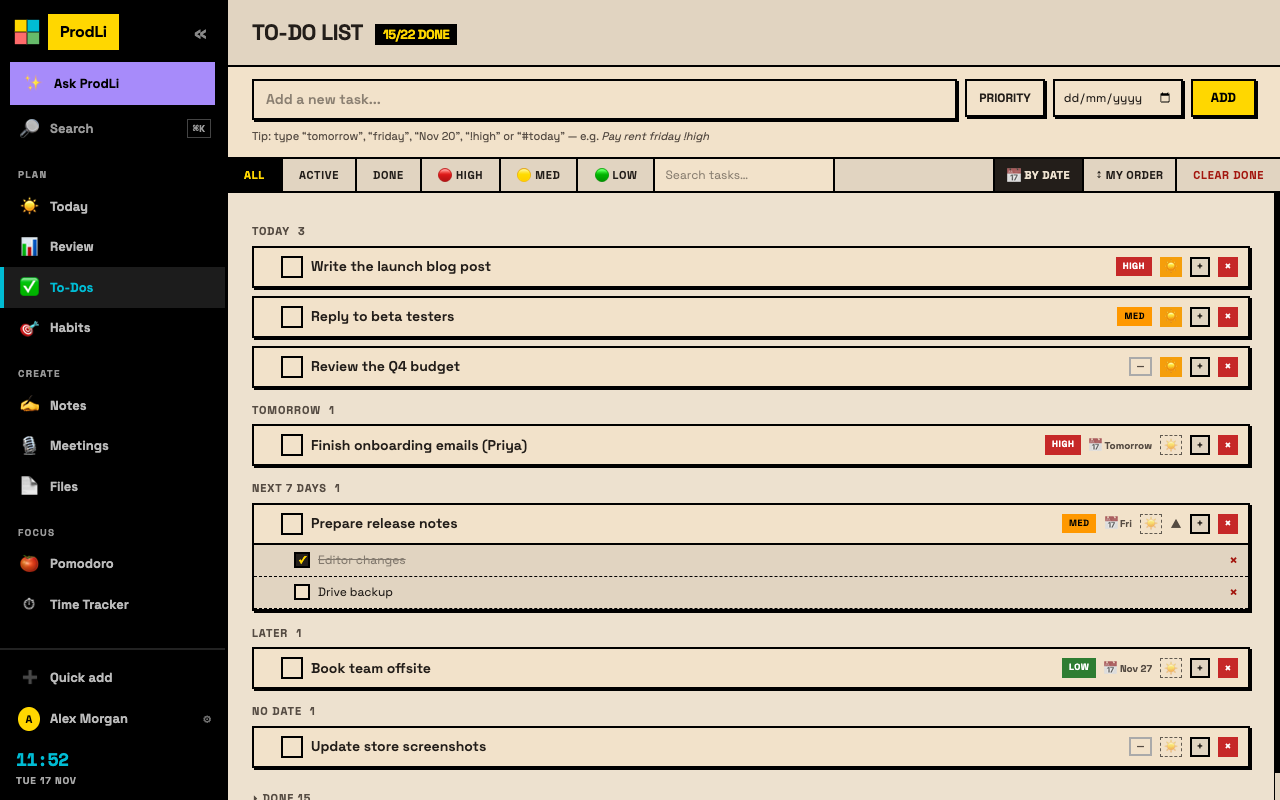 ProdLi
«
Ask ProdLi
Search ⌘K
PLAN
Today
Review
To-Dos
Habits
CREATE
Notes
Meetings
Files
FOCUS
Pomodoro
Time Tracker
Quick add
A Alex Morgan
11:52
TUE 17 NOV
TO-DO LIST 15/22 DONE
Add a new task... PRIORITY dd/mm/yyyy ADD
Tip: type “tomorrow”, “friday”, “Nov 20”, “!high” or “#today” — e.g. Pay rent friday !high
ALL ACTIVE DONE HIGH MED LOW Search tasks... BY DATE ↕ MY ORDER CLEAR DONE
TODAY 3
Write the launch blog post HIGH + ×
Reply to beta testers MED + ×
Review the Q4 budget — + ×
TOMORROW 1
Finish onboarding emails (Priya) HIGH Tomorrow + ×
NEXT 7 DAYS 1
Prepare release notes MED Fri ▲ + ×
Editor changes ×
Drive backup ×
LATER 1
Book team offsite LOW Nov 27 + ×
NO DATE 1
Update store screenshots — + ×
DONE 15